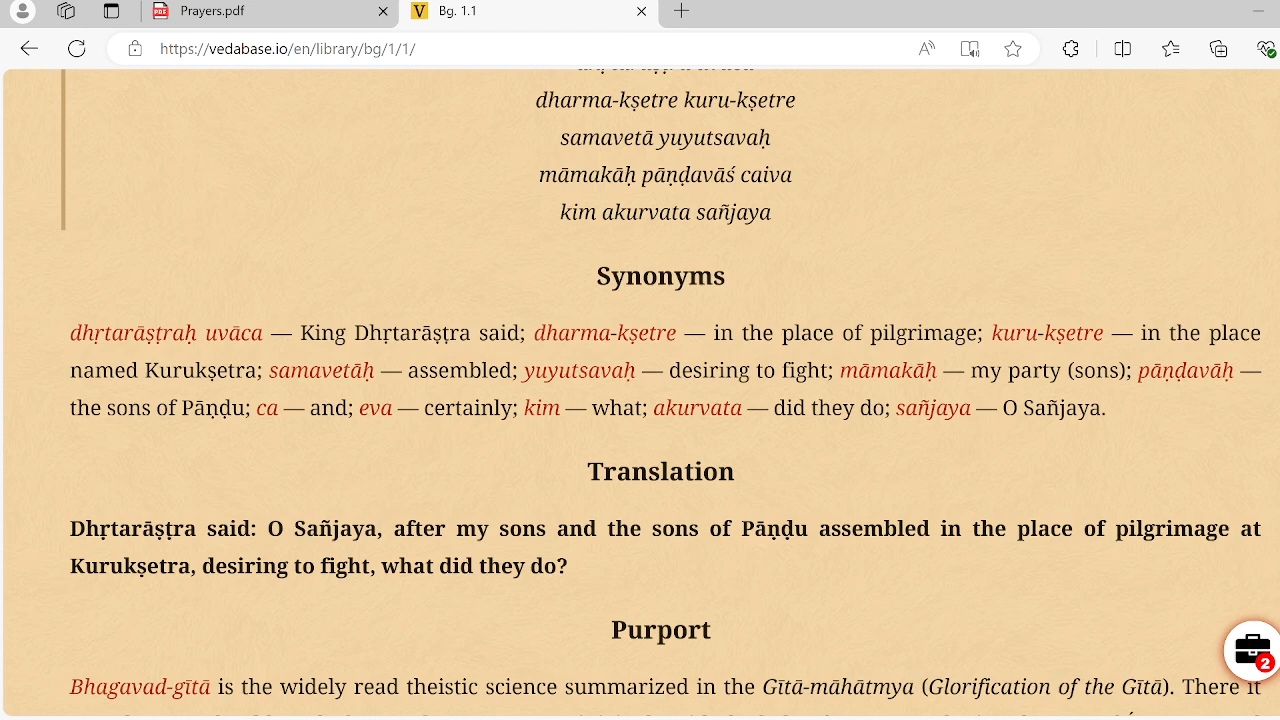 Prayers.pdf
Bg. 1.1
https://vedabase.io/en/library/bg/1/1/
dharma-kṣetre kuru-kṣetre
samavetā yuyutsavaḥ
māmakāḥ pāṇḍavāś caiva
kim akurvata sañjaya
Synonyms
dhṛtarāṣṭraḥ uvāca — King Dhṛtarāṣṭra said; dharma-kṣetre — in the place of pilgrimage; kuru-kṣetre — in the place
named Kurukṣetra; samavetāḥ — assembled; yuyutsavaḥ — desiring to fight; māmakāḥ — my party (sons); pāṇḍavāḥ —
the sons of Pāṇḍu; ca — and; eva — certainly; kim — what; akurvata — did they do; sañjaya — O Sañjaya.
Translation
Dhṛtarāṣṭra said: O Sañjaya, after my sons and the sons of Pāṇḍu assembled in the place of pilgrimage at
Kurukṣetra, desiring to fight, what did they do?
Purport
2
Bhagavad-gītā is the widely read theistic science summarized in the Gītā-māhātmya (Glorification of the Gītā). There it